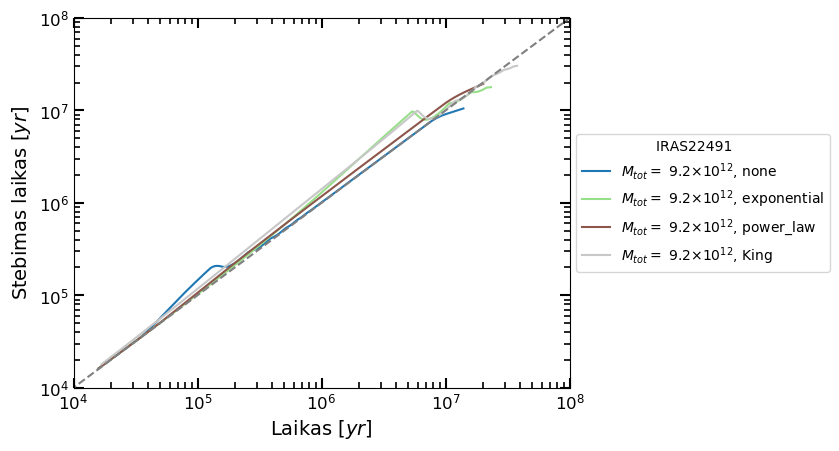 10⁸
10⁷
10⁶
10⁵
10⁴
Stebimas laikas [yr]
10⁴ 10⁵ 10⁶ 10⁷ 10⁸
Laikas [yr]
IRAS22491
M_tot = 9.2×10¹², none
M_tot = 9.2×10¹², exponential
M_tot = 9.2×10¹², power_law
M_tot = 9.2×10¹², King